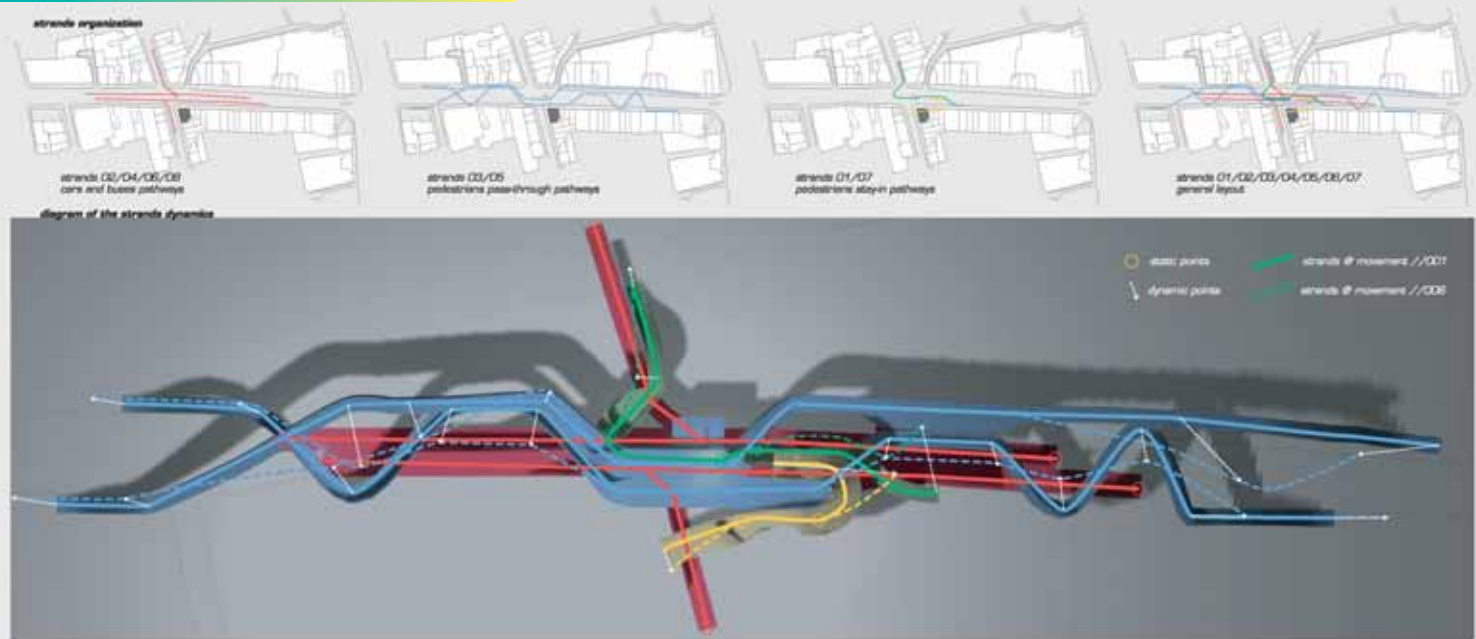 strands organization
strands 02/04/06/08
cars and buses pathways
strands 03/05
pedestrians pass-through pathways
strands 01/07
pedestrians stay-in pathways
strands 01/02/03/04/05/06/07
general layout
diagram of the strands dynamics
static points
strands @ movement //001
dynamic points
strands @ movement //006